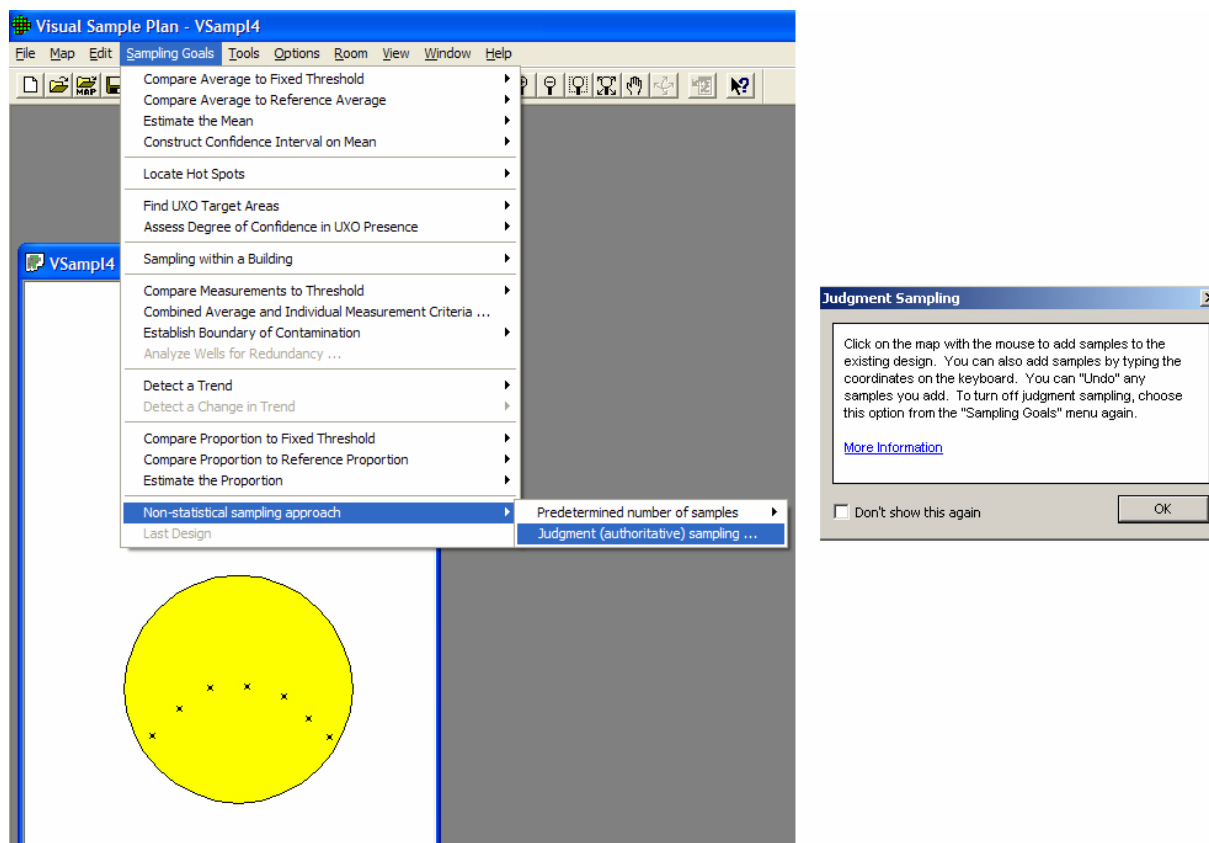 Visual Sample Plan - VSampl4
File Map Edit Sampling Goals Tools Options Room View Window Help
MAP
Compare Average to Fixed Threshold
Compare Average to Reference Average
Estimate the Mean
Construct Confidence Interval on Mean
Locate Hot Spots
Find UXO Target Areas
Assess Degree of Confidence in UXO Presence
Sampling within a Building
Compare Measurements to Threshold
Combined Average and Individual Measurement Criteria ...
Establish Boundary of Contamination
Analyze Wells for Redundancy ...
Detect a Trend
Detect a Change in Trend
Compare Proportion to Fixed Threshold
Compare Proportion to Reference Proportion
Estimate the Proportion
Non-statistical sampling approach
Last Design
Predetermined number of samples
Judgment (authoritative) sampling ...
VSampl4
Judgment Sampling
Click on the map with the mouse to add samples to the
existing design. You can also add samples by typing the
coordinates on the keyboard. You can "Undo" any
samples you add. To turn off judgment sampling, choose
this option from the "Sampling Goals" menu again.
More Information
Don't show this again
OK